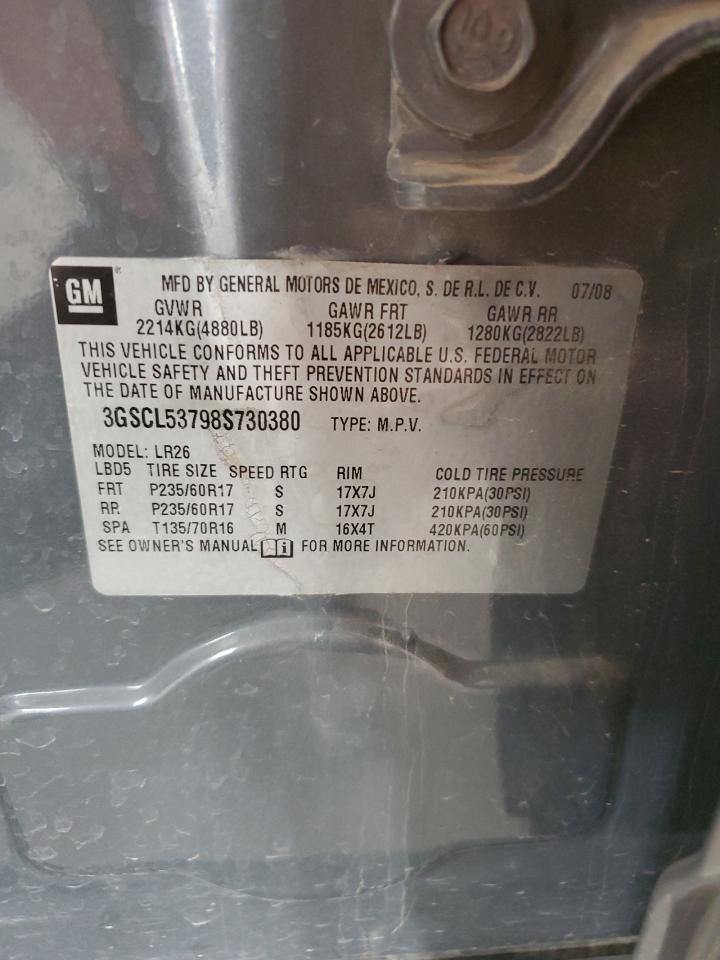 109
GM
MFD BY GENERAL MOTORS DE MEXICO, S. DE R.L. DE C.V. 07/08
GVWR GAWR FRT GAWR RR
2214KG(4880LB) 1185KG(2612LB) 1280KG(2822LB)
THIS VEHICLE CONFORMS TO ALL APPLICABLE U.S. FEDERAL MOTOR
VEHICLE SAFETY AND THEFT PREVENTION STANDARDS IN EFFECT ON
THE DATE OF MANUFACTURE SHOWN ABOVE.
3GSCL53798S730380 TYPE: M.P.V.
MODEL: LR26
LBD5 TIRE SIZE SPEED RTG RIM COLD TIRE PRESSURE
FRT P235/60R17 S 17X7J 210KPA(30PSI)
RR P235/60R17 S 17X7J 210KPA(30PSI)
SPA T135/70R16 M 16X4T 420KPA(60PSI)
SEE OWNER'S MANUAL i FOR MORE INFORMATION.